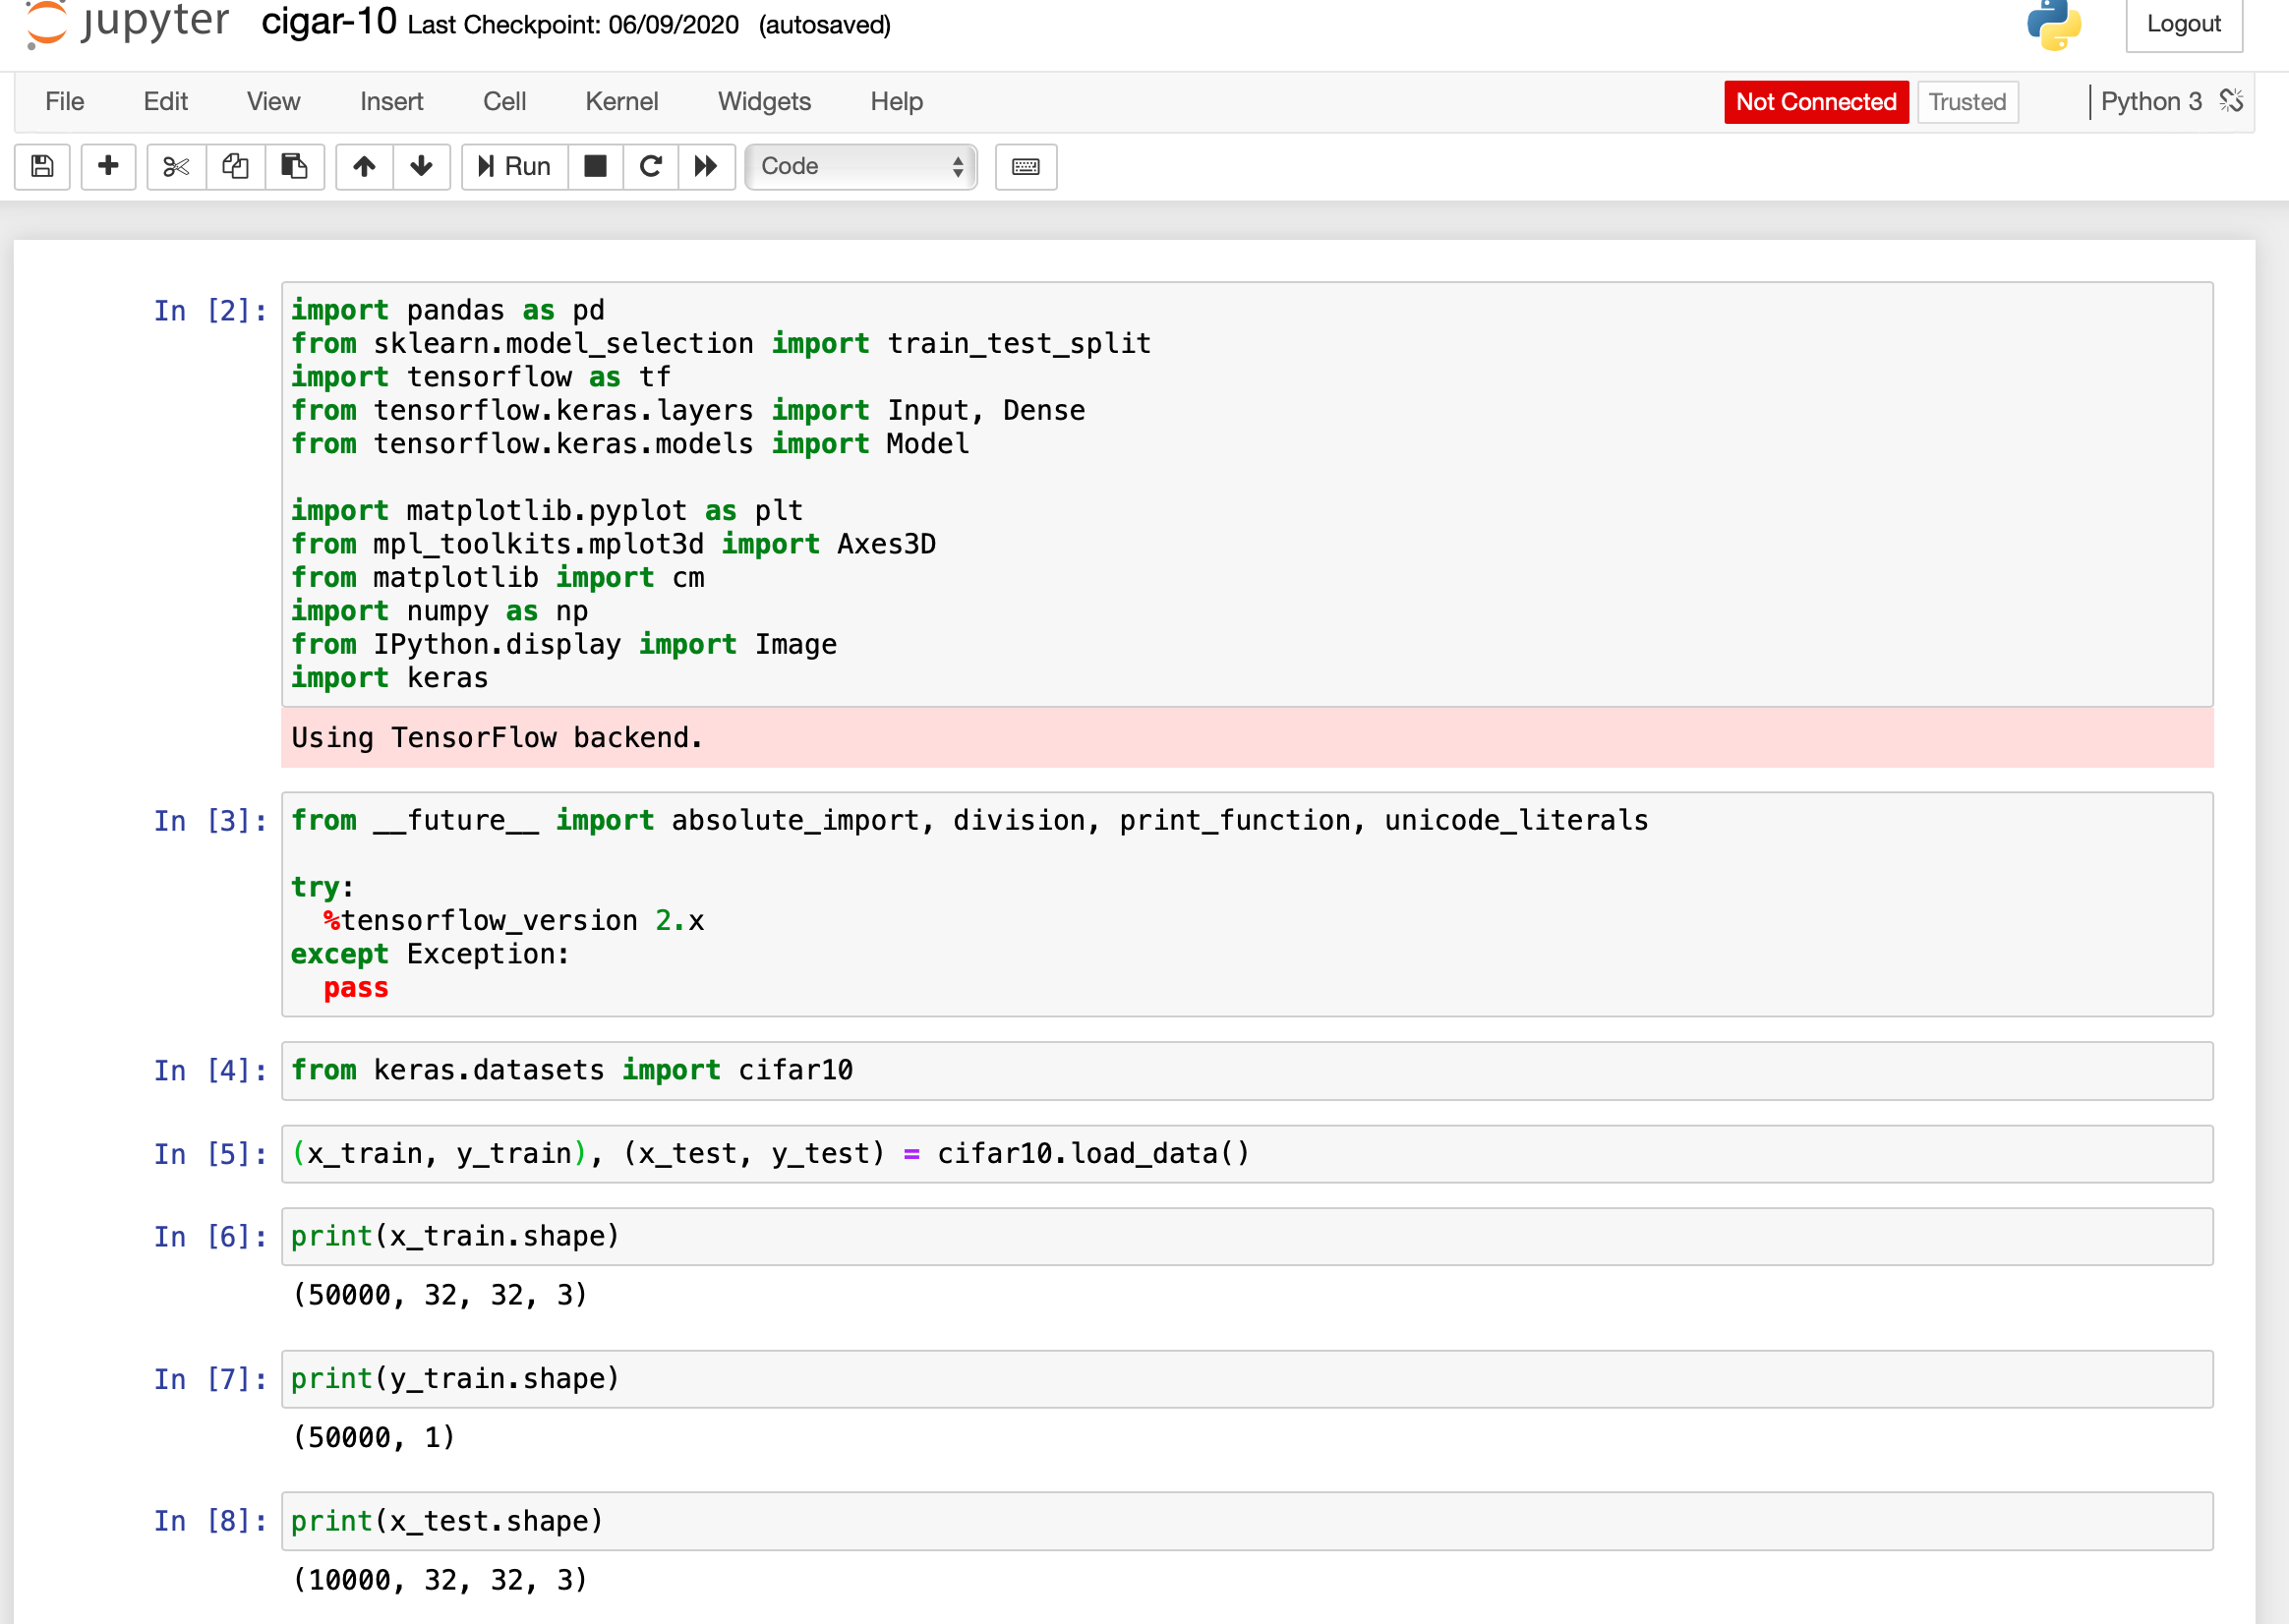 jupyter cigar-10 Last Checkpoint: 06/09/2020 (autosaved) Logout
File Edit View Insert Cell Kernel Widgets Help Not Connected Trusted Python 3
Run Code
In [2]: import pandas as pd
from sklearn.model_selection import train_test_split
import tensorflow as tf
from tensorflow.keras.layers import Input, Dense
from tensorflow.keras.models import Model
import matplotlib.pyplot as plt
from mpl_toolkits.mplot3d import Axes3D
from matplotlib import cm
import numpy as np
from IPython.display import Image
import keras
Using TensorFlow backend.
In [3]: from __future__ import absolute_import, division, print_function, unicode_literals
try:
  %tensorflow_version 2.x
except Exception:
  pass
In [4]: from keras.datasets import cifar10
In [5]: (x_train, y_train), (x_test, y_test) = cifar10.load_data()
In [6]: print(x_train.shape)
(50000, 32, 32, 3)
In [7]: print(y_train.shape)
(50000, 1)
In [8]: print(x_test.shape)
(10000, 32, 32, 3)